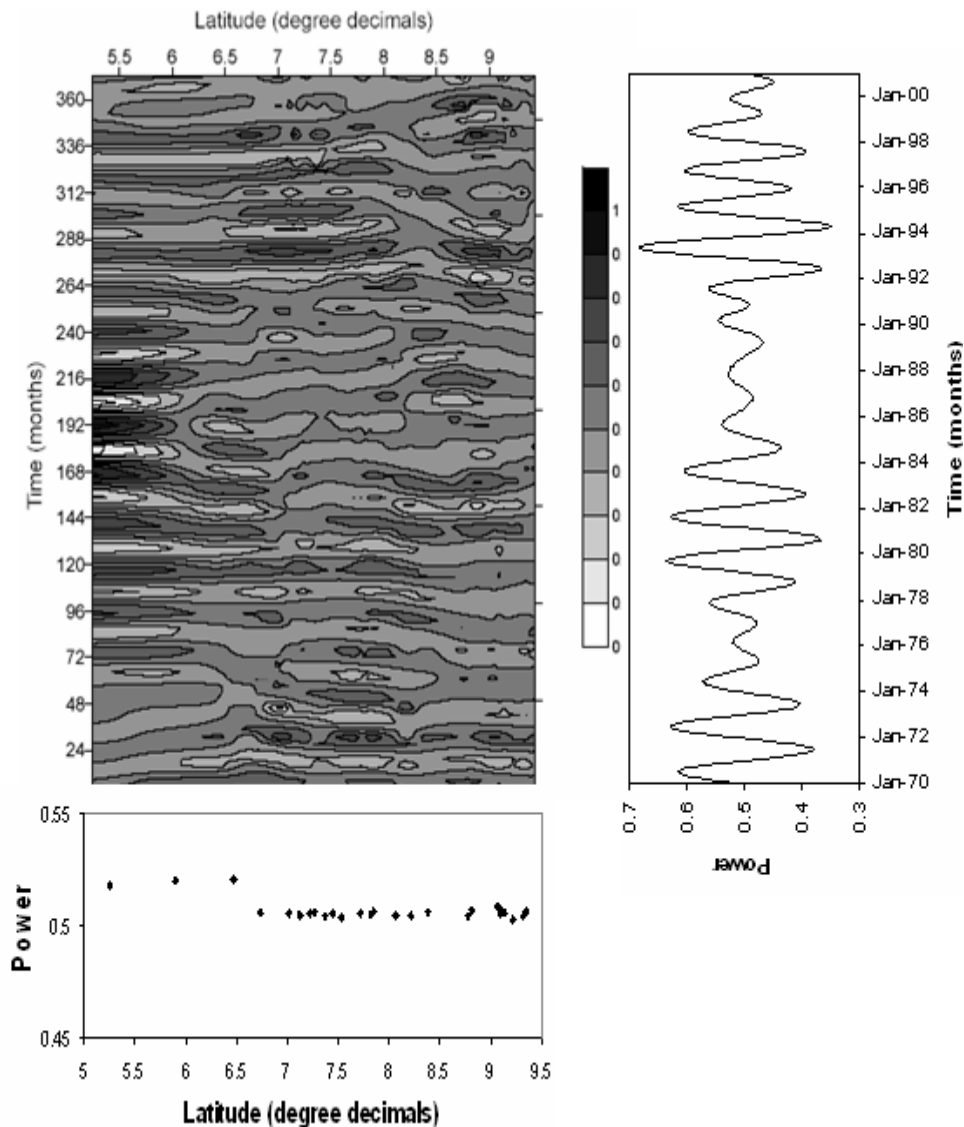 Latitude (degree decimals)
5.5 6 6.5 7 7.5 8 8.5 9
Time (months)
360
336
312
288
264
240
216
192
168
144
120
96
72
48
24
1
0
0
0
0
0
0
0
0
0
0
0
Jan-00
Jan-98
Jan-96
Jan-94
Jan-92
Jan-90
Jan-88
Jan-86
Jan-84
Jan-82
Jan-80
Jan-78
Jan-76
Jan-74
Jan-72
Jan-70
Time (months)
0.7 0.6 0.5 0.4 0.3
Power
0.55
0.5
0.45
Power
5 5.5 6 6.5 7 7.5 8 8.5 9 9.5
Latitude (degree decimals)